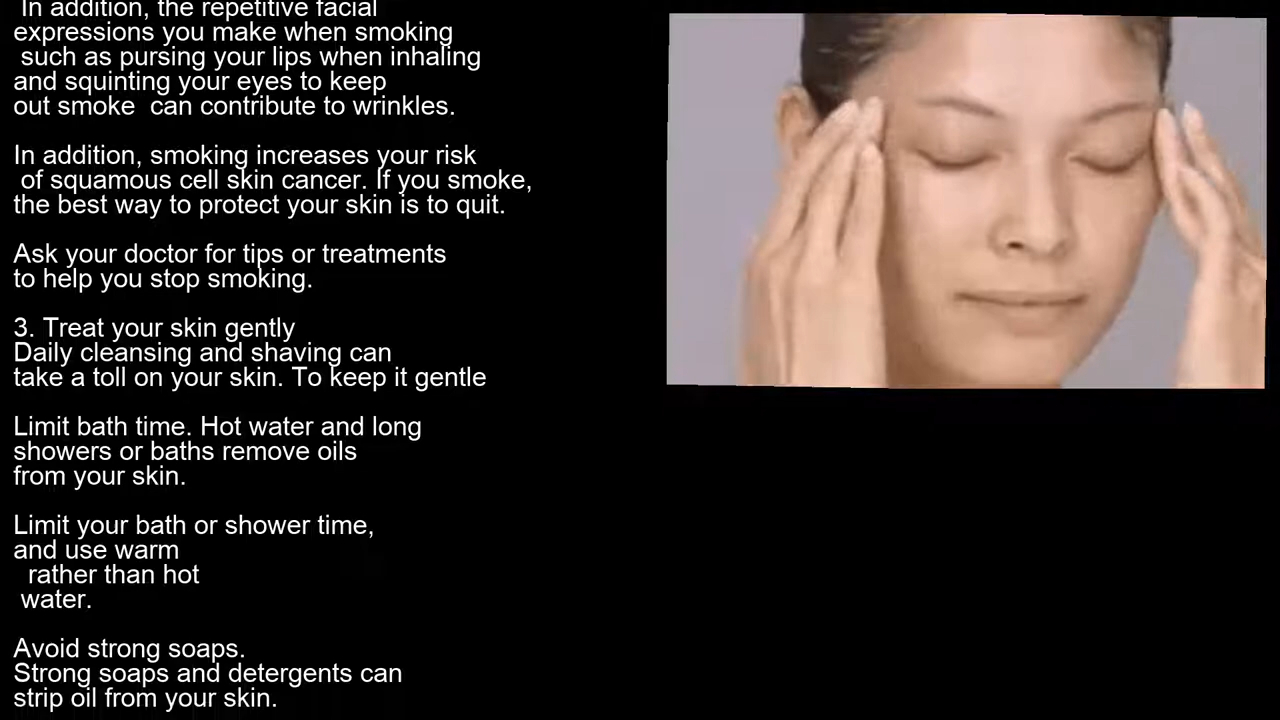 In addition, the repetitive facial
expressions you make when smoking
such as pursing your lips when inhaling
and squinting your eyes to keep
out smoke  can contribute to wrinkles.
In addition, smoking increases your risk
of squamous cell skin cancer. If you smoke,
the best way to protect your skin is to quit.
Ask your doctor for tips or treatments
to help you stop smoking.
3. Treat your skin gently
Daily cleansing and shaving can
take a toll on your skin. To keep it gentle
Limit bath time. Hot water and long
showers or baths remove oils
from your skin.
Limit your bath or shower time,
and use warm
rather than hot
water.
Avoid strong soaps.
Strong soaps and detergents can
strip oil from your skin.